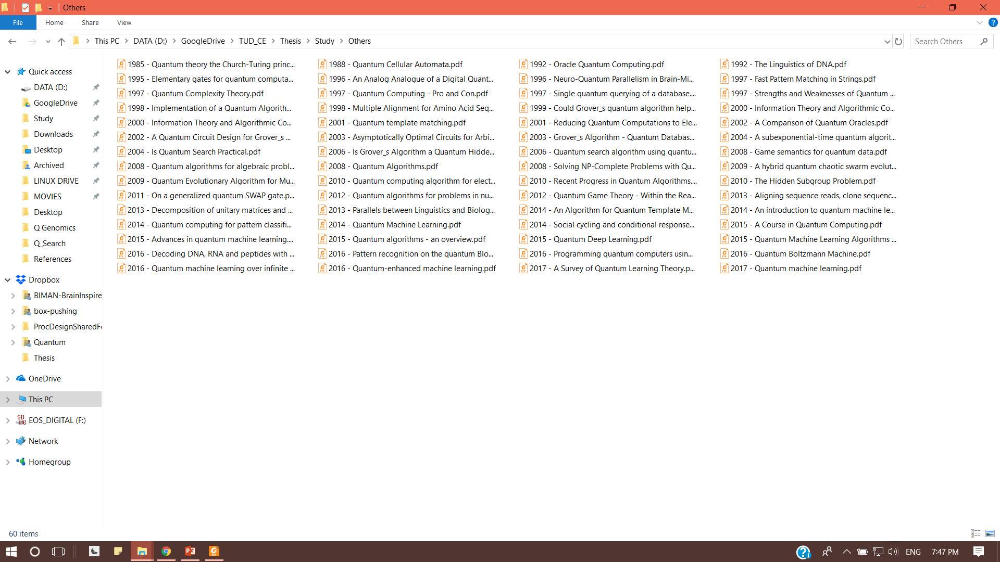 Others
File Home Share View
This PC DATA (D:) GoogleDrive TUD_CE Thesis Study Others
Search Others
Quick access
DATA (D:)
GoogleDrive
Study
Downloads
Desktop
Archived
LINUX DRIVE
MOVIES
Desktop
Q Genomics
Q_Search
References
Dropbox
BIMAN-BrainInspire
box-pushing
ProcDesignSharedF
Quantum
Thesis
OneDrive
This PC
EOS_DIGITAL (F:)
Network
Homegroup
1985 - Quantum theory the Church-Turing princ... 1988 - Quantum Cellular Automata.pdf 1992 - Oracle Quantum Computing.pdf 1992 - The Linguistics of DNA.pdf
1995 - Elementary gates for quantum computa... 1996 - An Analog Analogue of a Digital Quant... 1996 - Neuro-Quantum Parallelism in Brain-Mi... 1997 - Fast Pattern Matching in Strings.pdf
1997 - Quantum Complexity Theory.pdf 1997 - Quantum Computing - Pro and Con.pdf 1997 - Single quantum querying of a database.... 1997 - Strengths and Weaknesses of Quantum ...
1998 - Implementation of a Quantum Algorith... 1998 - Multiple Alignment for Amino Acid Seq... 1999 - Could Grover_s quantum algorithm help... 2000 - Information Theory and Algorithmic Co...
2000 - Information Theory and Algorithmic Co... 2001 - Quantum template matching.pdf 2001 - Reducing Quantum Computations to Ele... 2002 - A Comparison of Quantum Oracles.pdf
2002 - A Quantum Circuit Design for Grover_s ... 2003 - Asymptotically Optimal Circuits for Arbi... 2003 - Grover_s Algorithm - Quantum Databas... 2004 - A subexponential-time quantum algorit...
2004 - Is Quantum Search Practical.pdf 2006 - Is Grover_s Algorithm a Quantum Hidde... 2006 - Quantum search algorithm using quantu... 2008 - Game semantics for quantum data.pdf
2008 - Quantum algorithms for algebraic probl... 2008 - Quantum Algorithms.pdf 2008 - Solving NP-Complete Problems with Qu... 2009 - A hybrid quantum chaotic swarm evolut...
2009 - Quantum Evolutionary Algorithm for Mu... 2010 - Quantum computing algorithm for elect... 2010 - Recent Progress in Quantum Algorithms.... 2010 - The Hidden Subgroup Problem.pdf
2011 - On a generalized quantum SWAP gate.p... 2012 - Quantum algorithms for problems in nu... 2012 - Quantum Game Theory - Within the Rea... 2013 - Aligning sequence reads, clone sequenc...
2013 - Decomposition of unitary matrices and ... 2013 - Parallels between Linguistics and Biolog... 2014 - An Algorithm for Quantum Template M... 2014 - An introduction to quantum machine le...
2014 - Quantum computing for pattern classifi... 2014 - Quantum Machine Learning.pdf 2014 - Social cycling and conditional response... 2015 - A Course in Quantum Computing.pdf
2015 - Advances in quantum machine learning.... 2015 - Quantum algorithms - an overview.pdf 2015 - Quantum Deep Learning.pdf 2015 - Quantum Machine Learning Algorithms ...
2016 - Decoding DNA, RNA and peptides with ... 2016 - Pattern recognition on the quantum Blo... 2016 - Programming quantum computers usin... 2016 - Quantum Boltzmann Machine.pdf
2016 - Quantum machine learning over infinite ... 2016 - Quantum-enhanced machine learning.pdf 2017 - A Survey of Quantum Learning Theory.p... 2017 - Quantum machine learning.pdf
60 items
ENG 7:47 PM